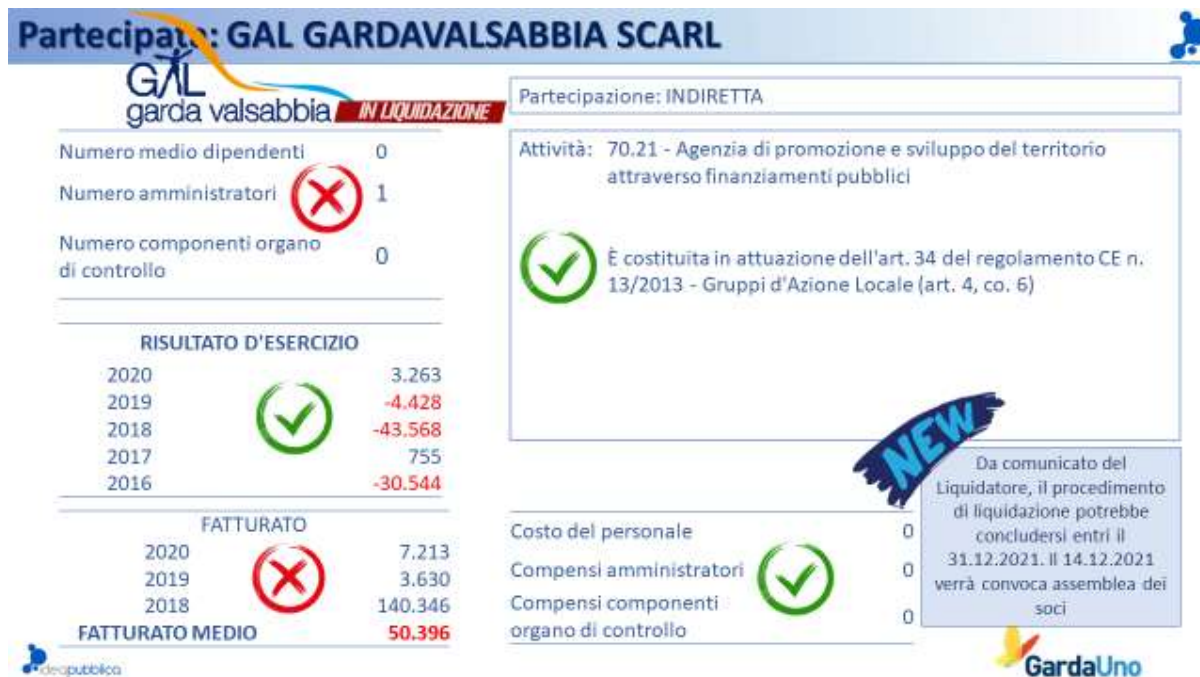 Partecipata: GAL GARDAVALSABBIA SCARL
GAL
garda valsabbia
IN LIQUIDAZIONE
Partecipazione: INDIRETTA
Numero medio dipendenti 0
Numero amministratori 1
Numero componenti organo
di controllo 0
Attività: 70.21 - Agenzia di promozione e sviluppo del territorio
attraverso finanziamenti pubblici
È costituita in attuazione dell'art. 34 del regolamento CE n.
13/2013 - Gruppi d'Azione Locale (art. 4, co. 6)
RISULTATO D'ESERCIZIO
2020 3.263
2019 -4.428
2018 -43.568
2017 755
2016 -30.544
FATTURATO
2020 7.213
2019 3.630
2018 140.346
FATTURATO MEDIO 50.396
Costo del personale 0
Compensi amministratori 0
Compensi componenti
organo di controllo 0
NEW
Da comunicato del
Liquidatore, il procedimento
di liquidazione potrebbe
concludersi entri il
31.12.2021. Il 14.12.2021
verrà convoca assemblea dei
soci
ideapubblica
GardaUno